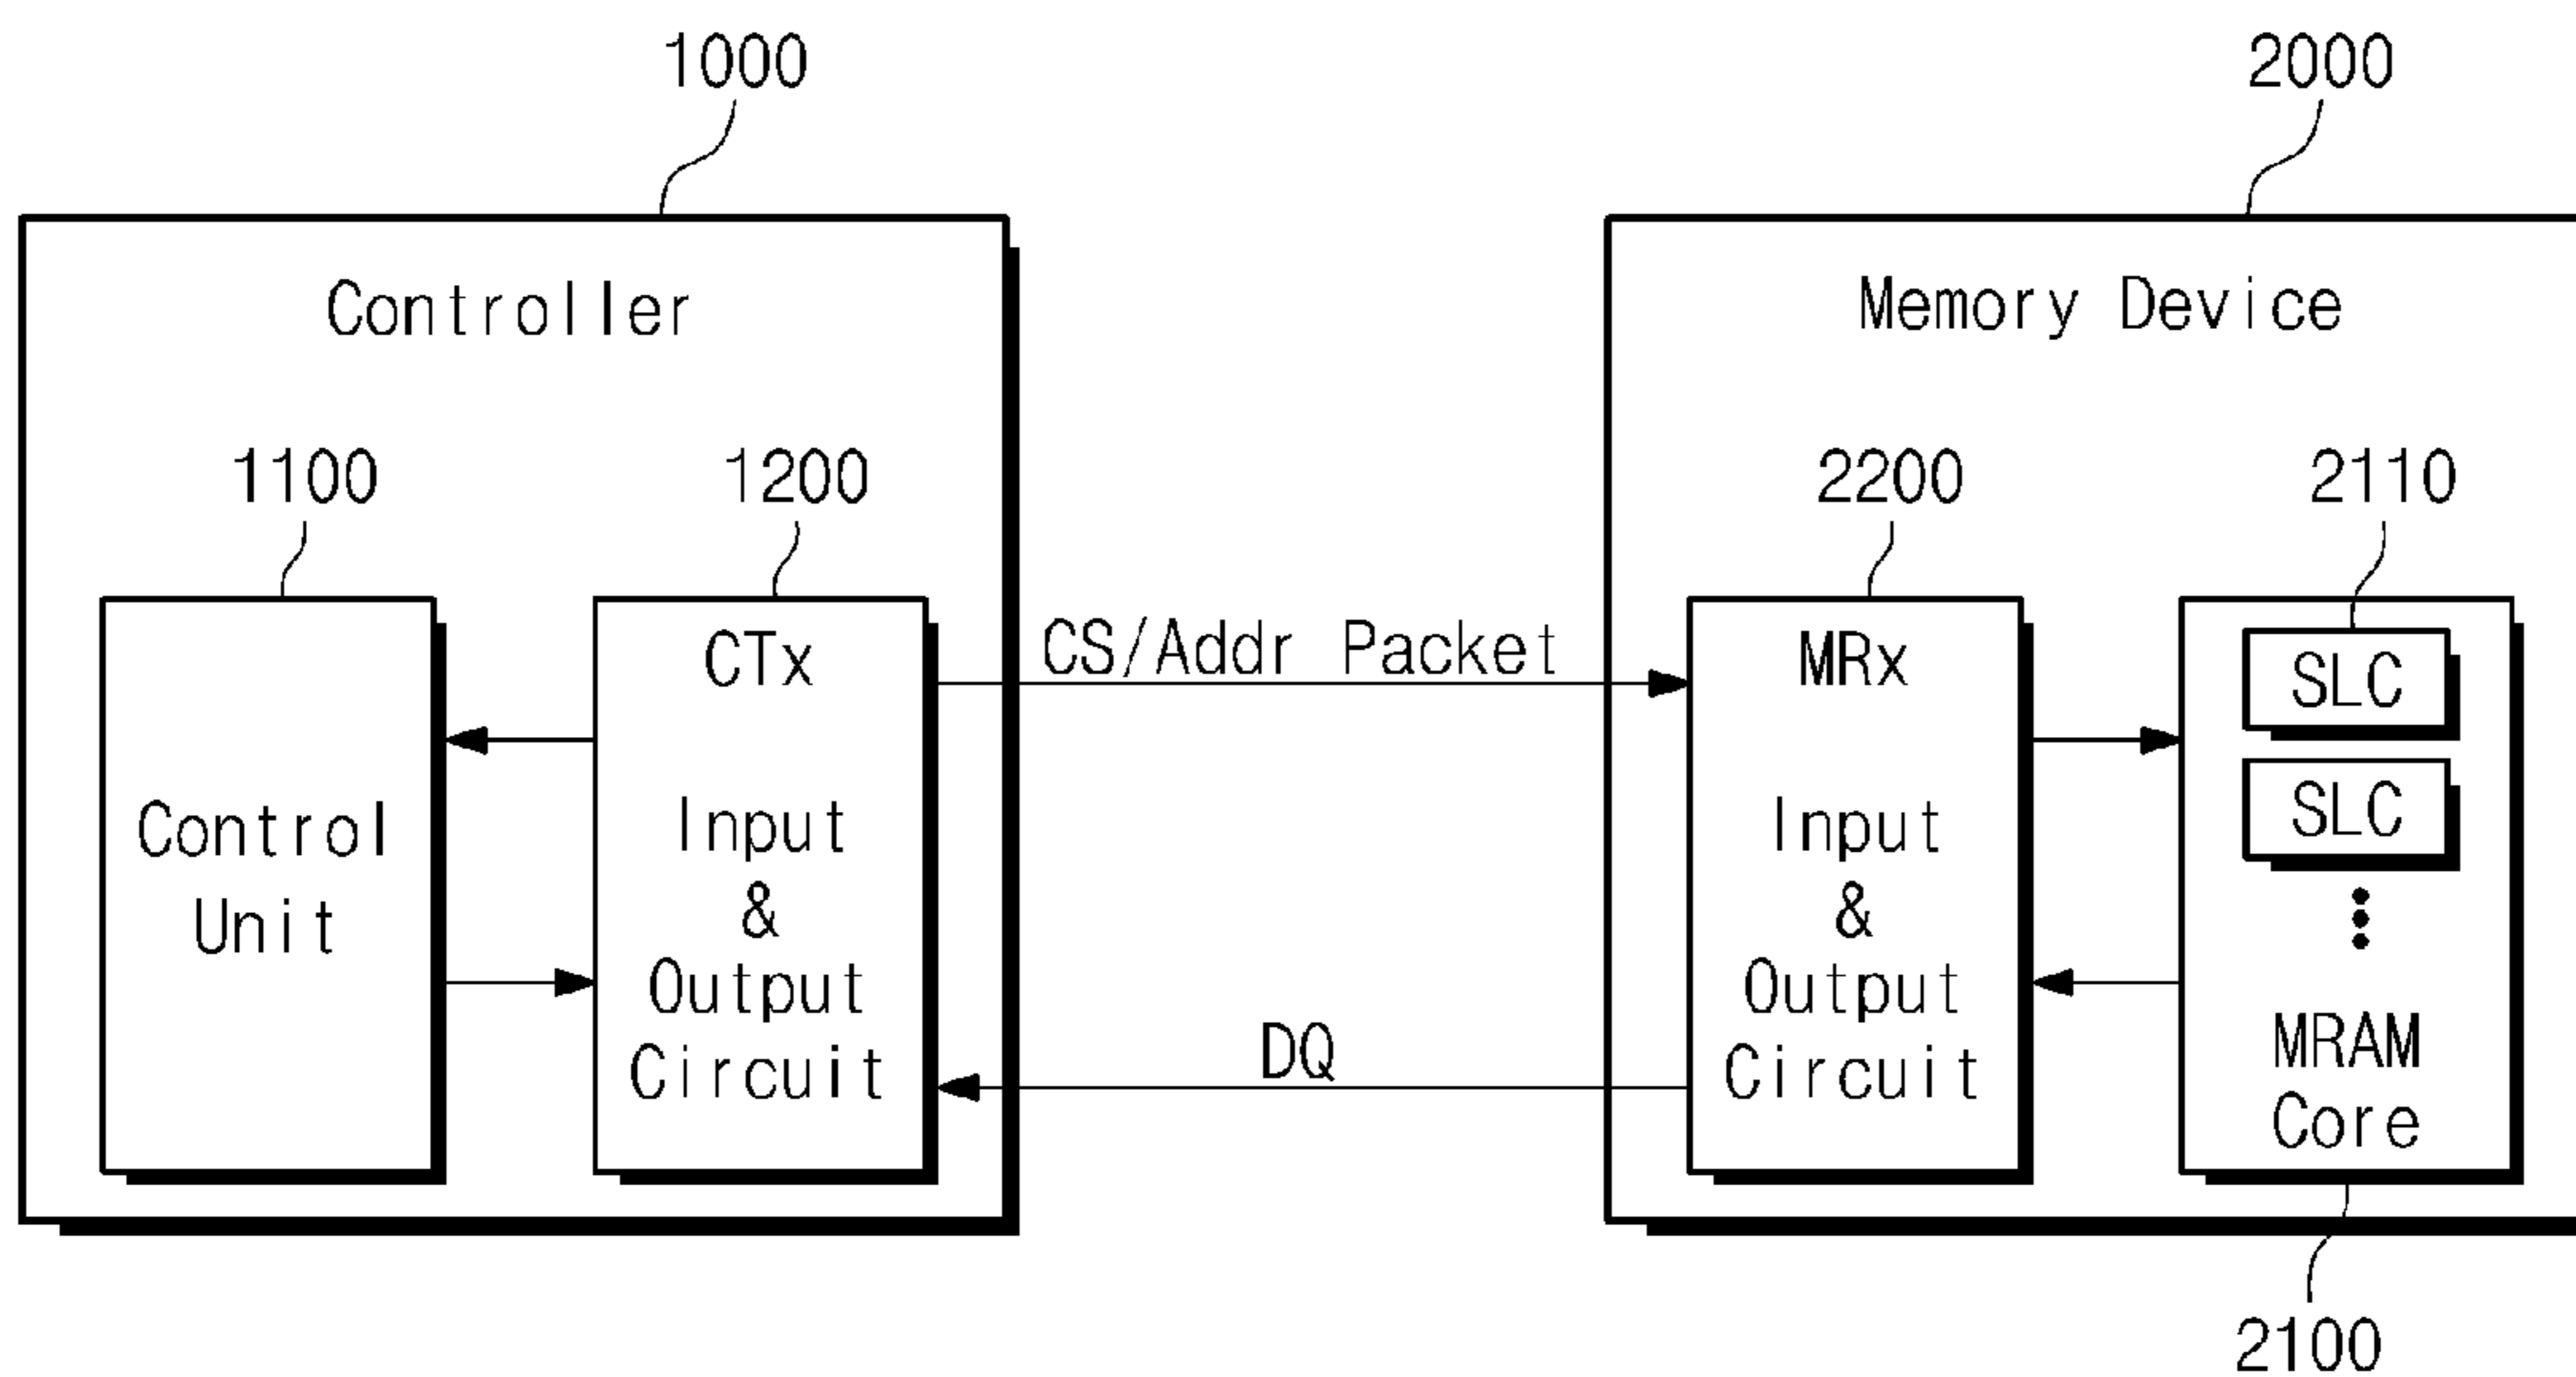 1000
2000
Controller
Memory Device
1100
1200
2200
2110
CTx
CS/Addr Packet
MRx
SLC
SLC
Control
Unit
Input
&
Output
Circuit
Input
&
Output
Circuit
DQ
MRAM
Core
2100